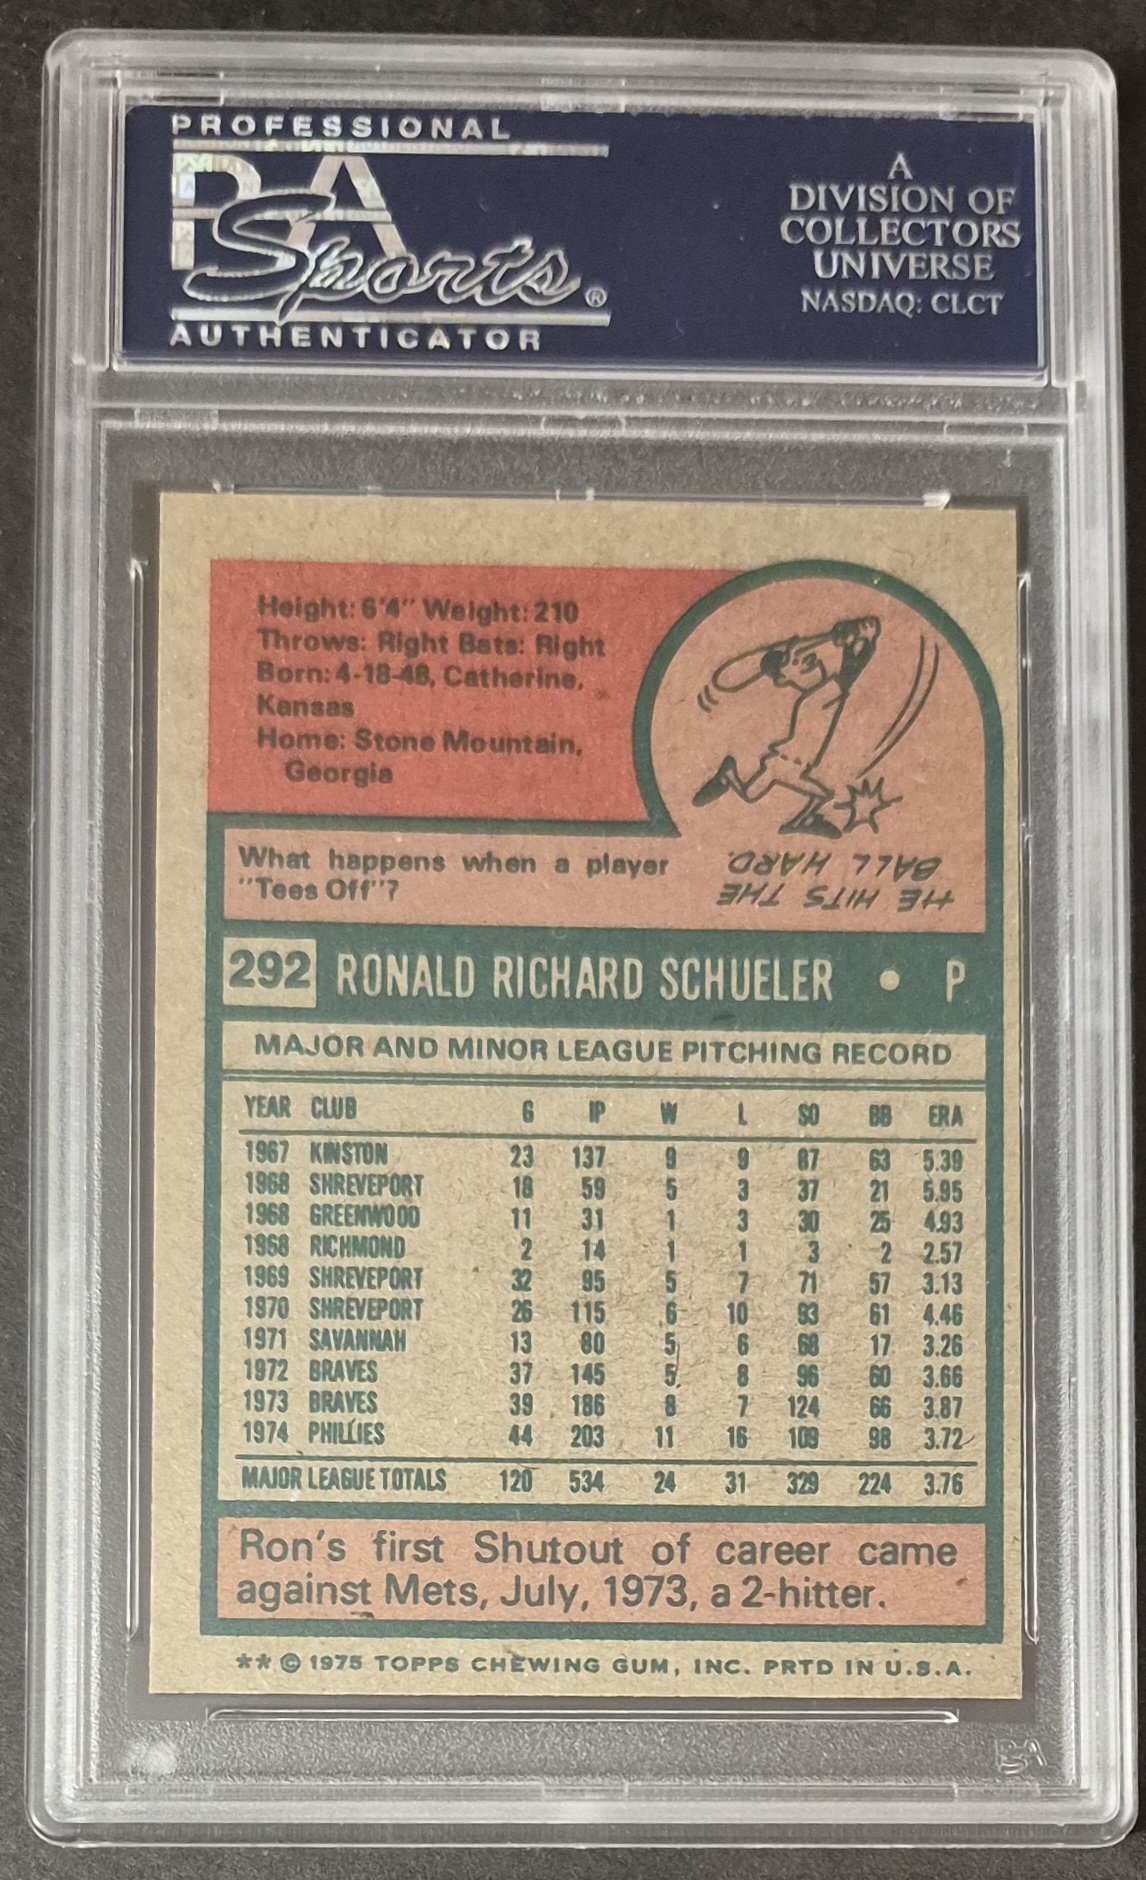 PROFESSIONAL
PSA
Sports®
AUTHENTICATOR
A
DIVISION OF
COLLECTORS
UNIVERSE
NASDAQ: CLCT
Height: 6'4" Weight: 210
Throws: Right Bats: Right
Born: 4-18-48, Catherine,
Kansas
Home: Stone Mountain,
Georgia
What happens when a player
"Tees Off"?
HE HITS THE
BALL HARD.
292 RONALD RICHARD SCHUELER • P
MAJOR AND MINOR LEAGUE PITCHING RECORD
YEAR CLUB G IP W L SO BB ERA
1967 KINSTON 23 137 9 9 87 63 5.39
1968 SHREVEPORT 18 59 5 3 37 21 5.95
1968 GREENWOOD 11 31 1 3 30 25 4.93
1968 RICHMOND 2 14 1 1 3 2 2.57
1969 SHREVEPORT 32 95 5 7 71 57 3.13
1970 SHREVEPORT 26 115 6 10 93 61 4.46
1971 SAVANNAH 13 80 5 6 68 17 3.26
1972 BRAVES 37 145 5 8 96 60 3.66
1973 BRAVES 39 186 8 7 124 66 3.87
1974 PHILLIES 44 203 11 16 109 98 3.72
MAJOR LEAGUE TOTALS 120 534 24 31 329 224 3.76
Ron's first Shutout of career came
against Mets, July, 1973, a 2-hitter.
** © 1975 TOPPS CHEWING GUM, INC. PRTD IN U.S.A.
PSA